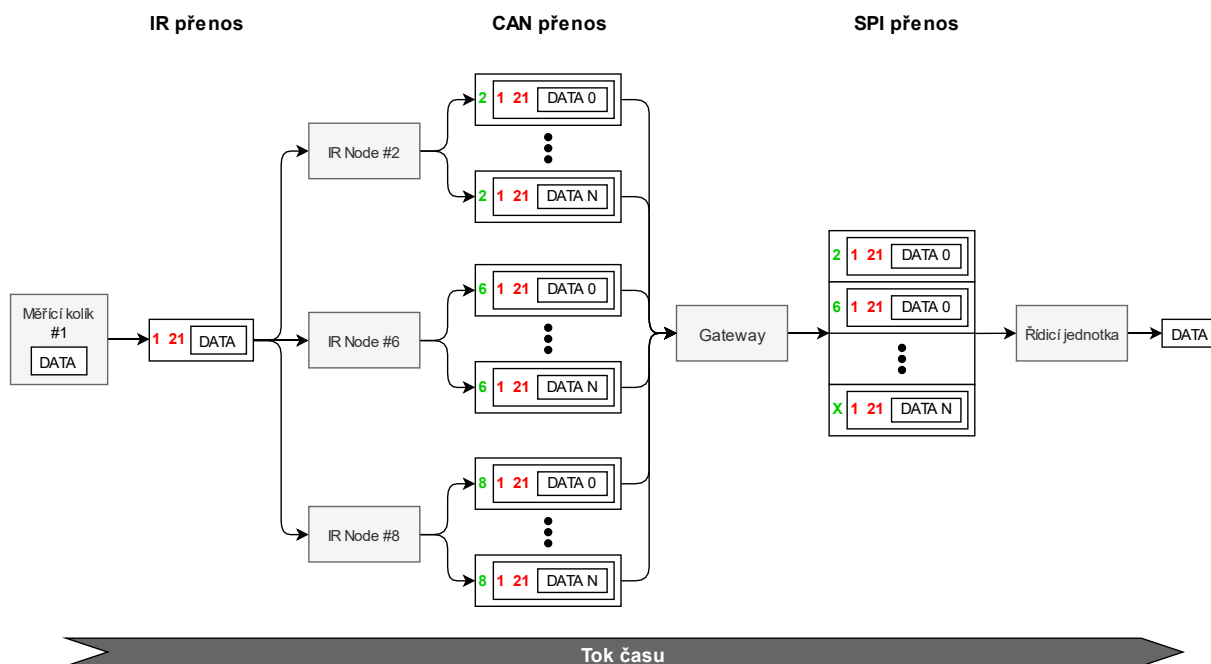 IR přenos
CAN přenos
SPI přenos
Měřící kolík
#1
DATA
1 21 DATA
IR Node #2
2 1 21 DATA 0
2 1 21 DATA N
IR Node #6
6 1 21 DATA 0
6 1 21 DATA N
IR Node #8
8 1 21 DATA 0
8 1 21 DATA N
Gateway
2 1 21 DATA 0
6 1 21 DATA 0
X 1 21 DATA N
Řídicí jednotka
DATA
Tok času